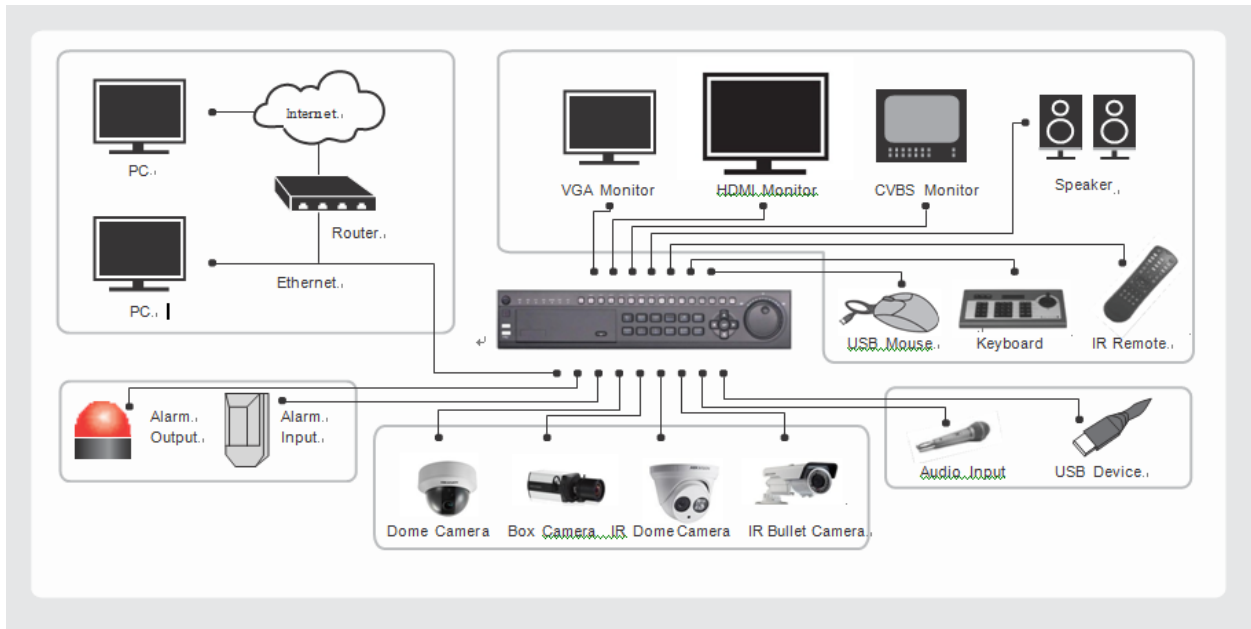 Internet.
PC.
Router.
Ethernet.
PC.
VGA Monitor
HDMI Monitor
CVBS Monitor
Speaker
USB Mouse.
Keyboard
IR Remote.
Alarm.
Output.
Alarm.
Input.
Dome Camera
Box Camera
IR Dome Camera
IR Bullet Camera.
Audio Input
USB Device.